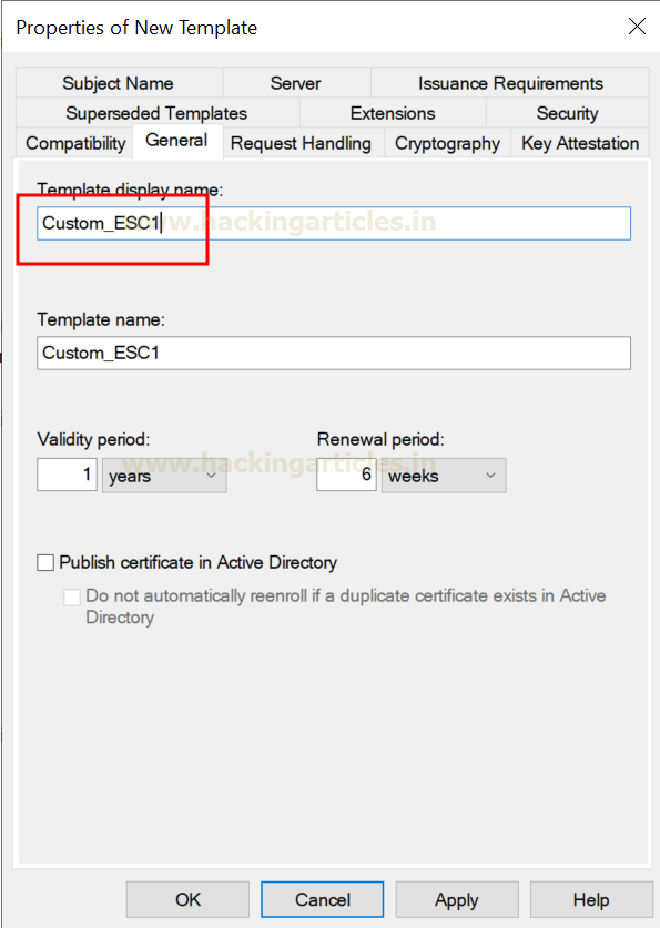 Properties of New Template
Subject Name Server Issuance Requirements
Superseded Templates Extensions Security
Compatibility General Request Handling Cryptography Key Attestation
Template display name:
Custom_ESC1
www.hackingarticles.in
Template name:
Custom_ESC1
Validity period: Renewal period:
www.hackingarticles.in
1 years 6 weeks
Publish certificate in Active Directory
Do not automatically reenroll if a duplicate certificate exists in Active
Directory
OK Cancel Apply Help